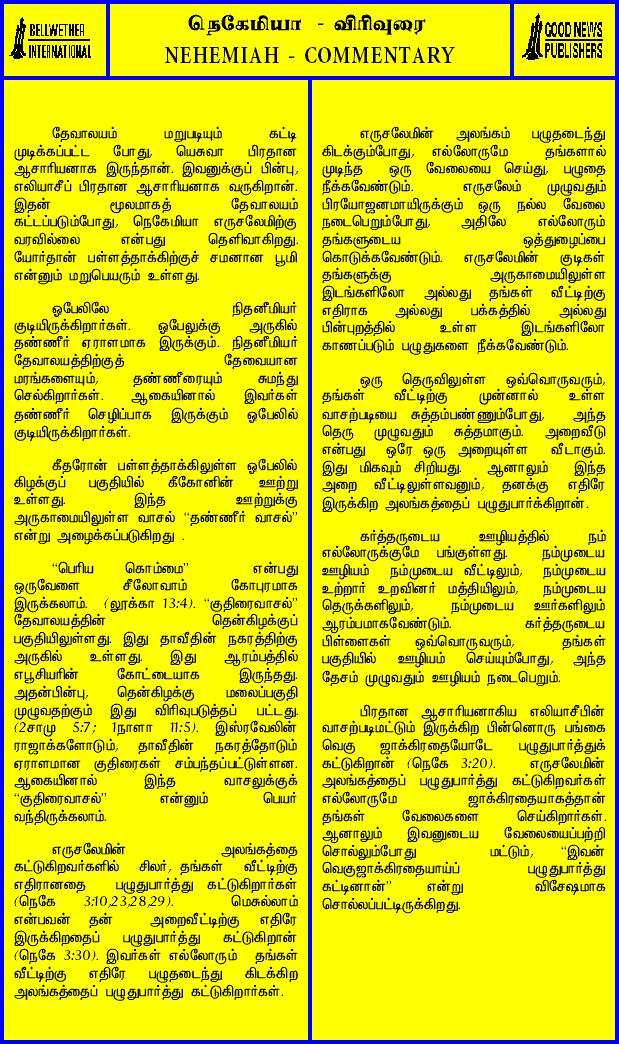 BELLWETHER
INTERNATIONAL
நெகேமியா - விரிவுரை
NEHEMIAH - COMMENTARY
GOOD NEWS
PUBLISHERS
தேவாலயம் மறுபடியும் கட்டி
முடிக்கப்பட்ட போது, யெசுவா பிரதான
ஆசாரியனாக இருந்தான். இவனுக்குப் பின்பு,
எலியாசீப் பிரதான ஆசாரியனாக வருகிறான்.
இதன் மூலமாகத் தேவாலயம்
கட்டப்படும்போது, நெகேமியா எருசலேமிற்கு
வரவில்லை என்பது தெளிவாகிறது.
யோர்தான் பள்ளத்தாக்கிற்குச் சமனான பூமி
என்னும் மறுபெயரும் உள்ளது.
ஓபேலிலே நிதனீமியர்
குடியிருக்கிறார்கள். ஓபேலுக்கு அருகில்
தண்ணீர் ஏராளமாக இருக்கும். நிதனீமியர்
தேவாலயத்திற்குத் தேவையான
மரங்களையும், தண்ணீரையும் சுமந்து
செல்கிறார்கள். ஆகையினால் இவர்கள்
தண்ணீர் செழிப்பாக இருக்கும் ஓபேலில்
குடியிருக்கிறார்கள்.
கீதரோன் பள்ளத்தாக்கிலுள்ள ஓபேலில்
கிழக்குப் பகுதியில் கீகோனின் ஊற்று
உள்ளது. இந்த ஊற்றுக்கு
அருகாமையிலுள்ள வாசல் “தண்ணீர் வாசல்”
என்று அழைக்கப்படுகிறது .
“பெரிய கொம்மை” என்பது
ஒருவேளை சீலோவாம் கோபுரமாக
இருக்கலாம். (லூக்கா 13:4). “குதிரைவாசல்”
தேவாலயத்தின் தென்கிழக்குப்
பகுதியிலுள்ளது. இது தாவீதின் நகரத்திற்கு
அருகில் உள்ளது. இது ஆரம்பத்தில்
எபூசியரின் கோட்டையாக இருந்தது.
அதன்பின்பு, தென்கிழக்கு மலைப்பகுதி
முழுவதற்கும் இது விரிவுபடுத்தப் பட்டது.
(2சாமு 5:7; 1நாளா 11:5). இஸ்ரவேலின்
ராஜாக்களோடும், தாவீதின் நகரத்தோடும்
ஏராளமான குதிரைகள் சம்பந்தப்பட்டுள்ளன.
ஆகையினால் இந்த வாசலுக்குக்
“குதிரைவாசல்” என்னும் பெயர்
வந்திருக்கலாம்.
எருசலேமின் அலங்கத்தை
கட்டுகிறவர்களில் சிலர், தங்கள் வீட்டிற்கு
எதிரானதை பழுதுபார்த்து கட்டுகிறார்கள்
(நெகே 3:10,23,28,29). மெசுல்லாம்
என்பவன் தன் அறைவீட்டிற்கு எதிரே
இருக்கிறதைப் பழுதுபார்த்து கட்டுகிறான்
(நெகே 3:30). இவர்கள் எல்லோரும் தங்கள்
வீட்டிற்கு எதிரே பழுதடைந்து கிடக்கிற
அலங்கத்தைப் பழுதுபார்த்து கட்டுகிறார்கள்.
எருசலேமின் அலங்கம் பழுதடைந்து
கிடக்கும்போது, எல்லோருமே தங்களால்
முடிந்த ஒரு வேலையை செய்து, பழுதை
நீக்கவேண்டும். எருசலேம் முழுவதும்
பிரயோஜனமாயிருக்கும் ஒரு நல்ல வேலை
நடைபெறும்போது, அதிலே எல்லோரும்
தங்களுடைய ஒத்துழைப்பை
கொடுக்கவேண்டும். எருசலேமின் குடிகள்
தங்களுக்கு அருகாமையிலுள்ள
இடங்களிலோ அல்லது தங்கள் வீட்டிற்கு
எதிராக அல்லது பக்கத்தில் அல்லது
பின்புறத்தில் உள்ள இடங்களிலோ
காணப்படும் பழுதுகளை நீக்கவேண்டும்.
ஒரு தெருவிலுள்ள ஒவ்வொருவரும்,
தங்கள் வீட்டிற்கு முன்னால் உள்ள
வாசற்படியை சுத்தம்பண்ணும்போது, அந்த
தெரு முழுவதும் சுத்தமாகும். அறைவீடு
என்பது ஒரே ஒரு அறையுள்ள வீடாகும்.
இது மிகவும் சிறியது. ஆனாலும் இந்த
அறை வீட்டிலுள்ளவனும், தனக்கு எதிரே
இருக்கிற அலங்கத்தைப் பழுதுபார்க்கிறான்.
கர்த்தருடைய ஊழியத்தில் நம்
எல்லோருக்குமே பங்குள்ளது. நம்முடைய
ஊழியம் நம்முடைய வீட்டிலும், நம்முடைய
உற்றார் உறவினர் மத்தியிலும், நம்முடைய
தெருக்களிலும், நம்முடைய ஊர்களிலும்
ஆரம்பமாகவேண்டும். கர்த்தருடைய
பிள்ளைகள் ஒவ்வொருவரும், தங்கள்
பகுதியில் ஊழியம் செய்யும்போது, அந்த
தேசம் முழுவதும் ஊழியம் நடைபெறும்.
பிரதான ஆசாரியனாகிய எலியாசீபின்
வாசற்படிமட்டும் இருக்கிற பின்னொரு பங்கை
வெகு ஜாக்கிரதையோடே பழுதுபார்த்துக்
கட்டுகிறான் (நெகே 3:20). எருசலேமின்
அலங்கத்தைப் பழுதுபார்த்து கட்டுகிறவர்கள்
எல்லோருமே ஜாக்கிரதையாகத்தான்
தங்கள் வேலைகளை செய்கிறார்கள்.
ஆனாலும் இவனுடைய வேலையைப்பற்றி
சொல்லும்போது மட்டும், “இவன்
வெகுஜாக்கிரதையாய்ப் பழுதுபார்த்து
கட்டினான்” என்று விசேஷமாக
சொல்லப்பட்டிருக்கிறது.